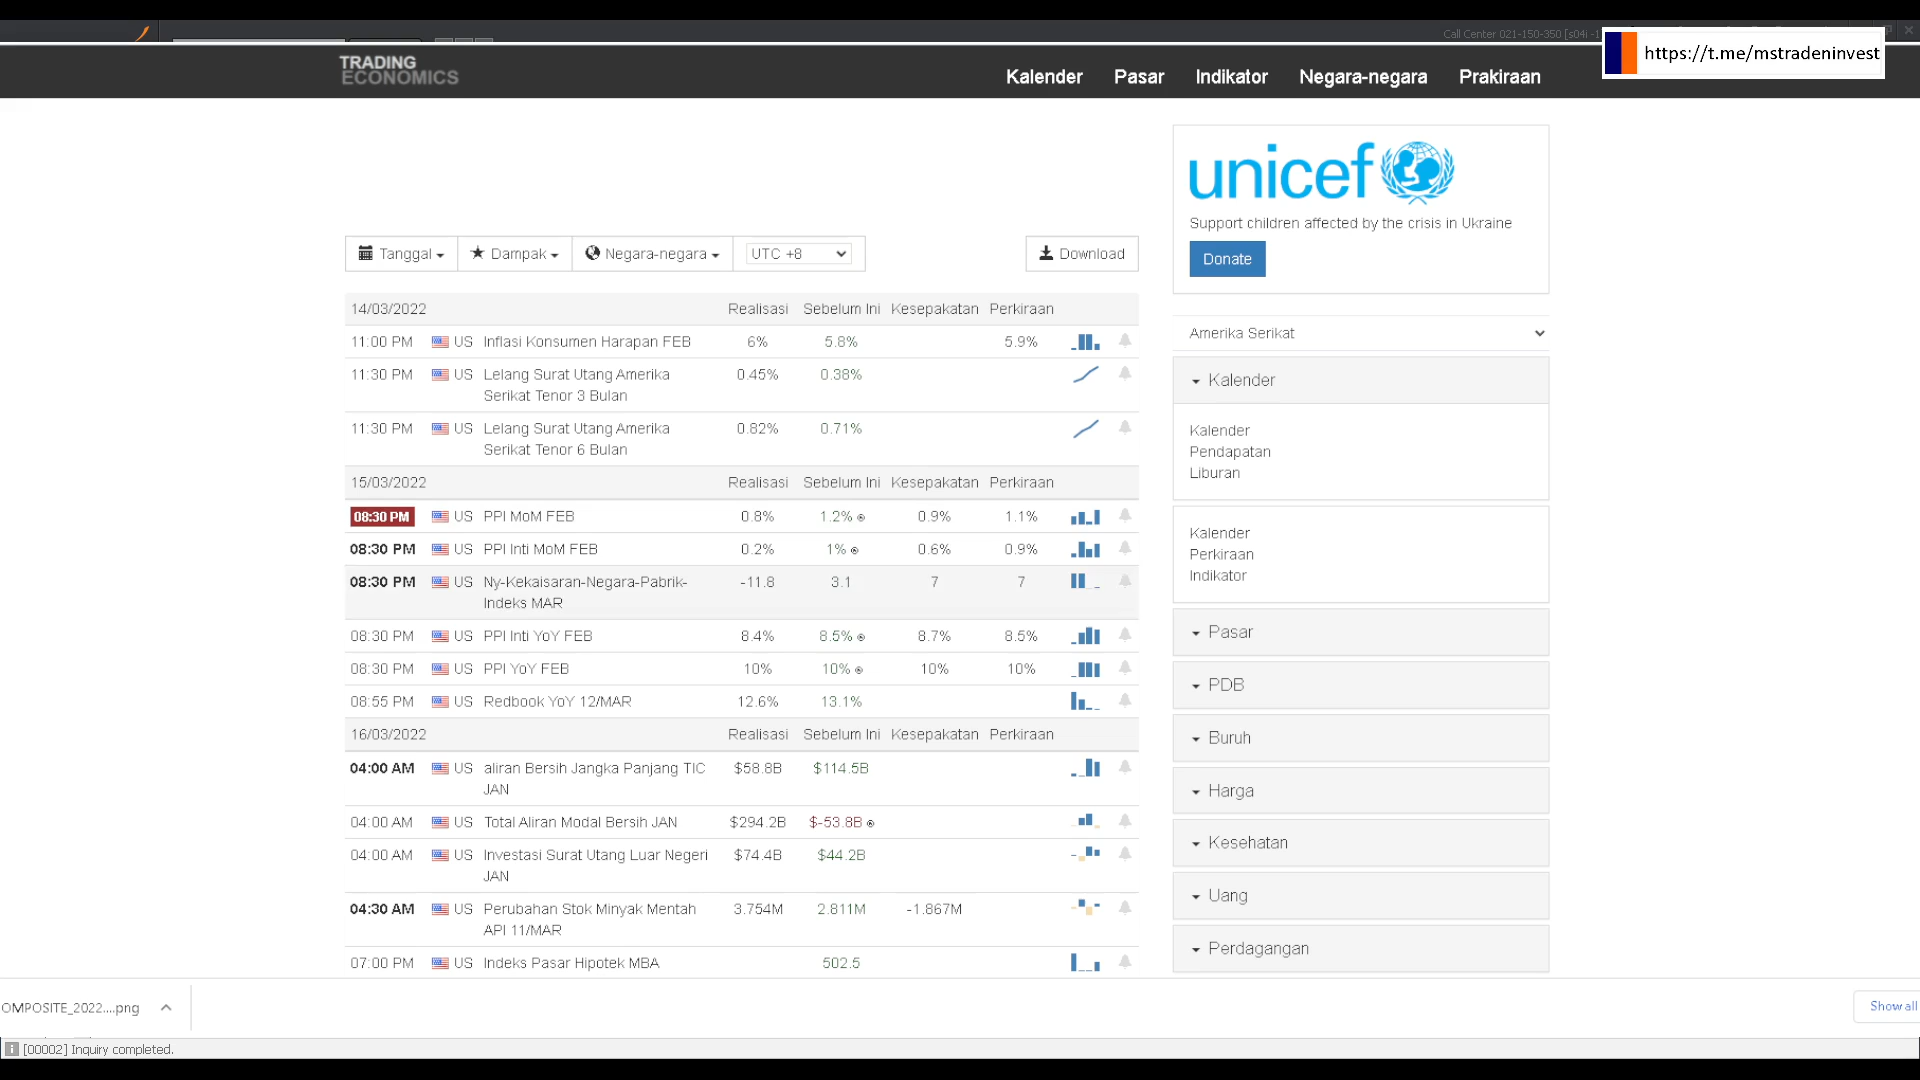 Call Center 021-150-350 [s04i -1
https://t.me/mstradeninvest
TRADING
ECONOMICS
Kalender Pasar Indikator Negara-negara Prakiraan
unicef
Support children affected by the crisis in Ukraine
Donate
Tanggal Dampak Negara-negara UTC +8 Download
14/03/2022 Realisasi Sebelum Ini Kesepakatan Perkiraan
11:00 PM US Inflasi Konsumen Harapan FEB 6% 5.8% 5.9%
11:30 PM US Lelang Surat Utang Amerika 0.45% 0.38%
Serikat Tenor 3 Bulan
11:30 PM US Lelang Surat Utang Amerika 0.82% 0.71%
Serikat Tenor 6 Bulan
15/03/2022 Realisasi Sebelum Ini Kesepakatan Perkiraan
08:30 PM US PPI MoM FEB 0.8% 1.2% 0.9% 1.1%
08:30 PM US PPI Inti MoM FEB 0.2% 1% 0.6% 0.9%
08:30 PM US Ny-Kekaisaran-Negara-Pabrik- -11.8 3.1 7 7
Indeks MAR
08:30 PM US PPI Inti YoY FEB 8.4% 8.5% 8.7% 8.5%
08:30 PM US PPI YoY FEB 10% 10% 10% 10%
08:55 PM US Redbook YoY 12/MAR 12.6% 13.1%
16/03/2022 Realisasi Sebelum Ini Kesepakatan Perkiraan
04:00 AM US aliran Bersih Jangka Panjang TIC $58.8B $114.5B
JAN
04:00 AM US Total Aliran Modal Bersih JAN $294.2B $-53.8B
04:00 AM US Investasi Surat Utang Luar Negeri $74.4B $44.2B
JAN
04:30 AM US Perubahan Stok Minyak Mentah 3.754M 2.811M -1.867M
API 11/MAR
07:00 PM US Indeks Pasar Hipotek MBA 502.5
Amerika Serikat
Kalender
Kalender
Pendapatan
Liburan
Kalender
Perkiraan
Indikator
Pasar
PDB
Buruh
Harga
Kesehatan
Uang
Perdagangan
OMPOSITE_2022....png
Show all
[00002] Inquiry completed.